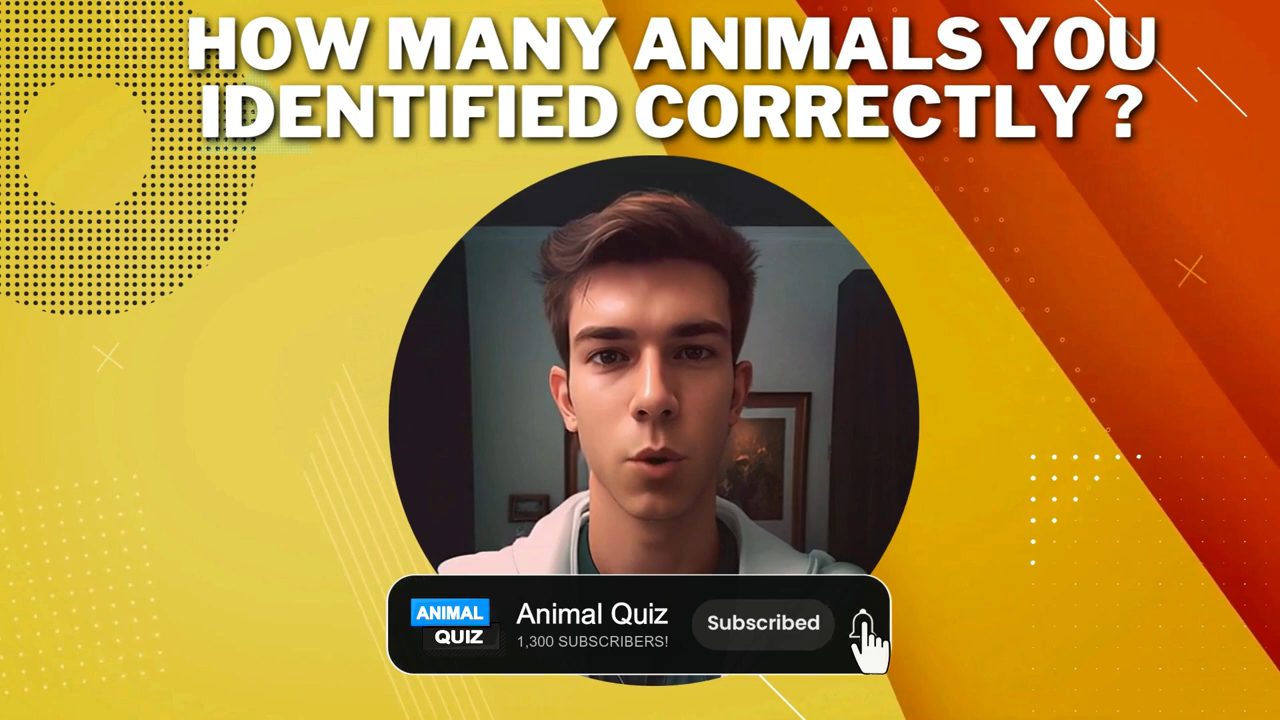 HOW MANY ANIMALS YOU
IDENTIFIED CORRECTLY ?
ANIMAL
QUIZ
Animal Quiz
1,300 SUBSCRIBERS!
Subscribed